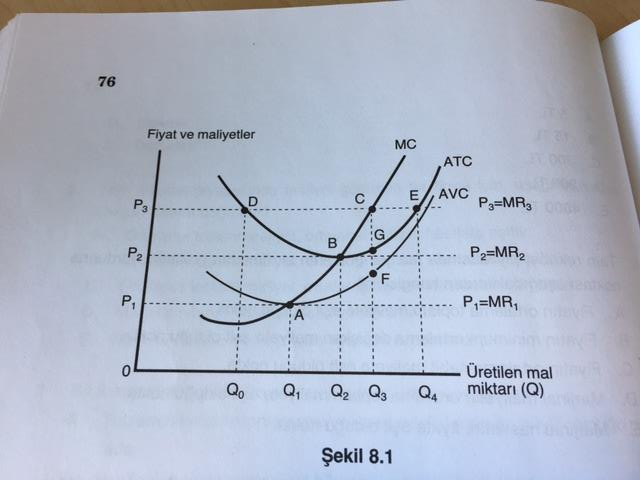 76
Fiyat ve maliyetler
MC
ATC
AVC
P₃
D
C
E
P₃=MR₃
B
G
P₂
P₂=MR₂
F
P₁
A
P₁=MR₁
0
Q₀ Q₁ Q₂ Q₃ Q₄
Üretilen mal
miktarı (Q)
Şekil 8.1